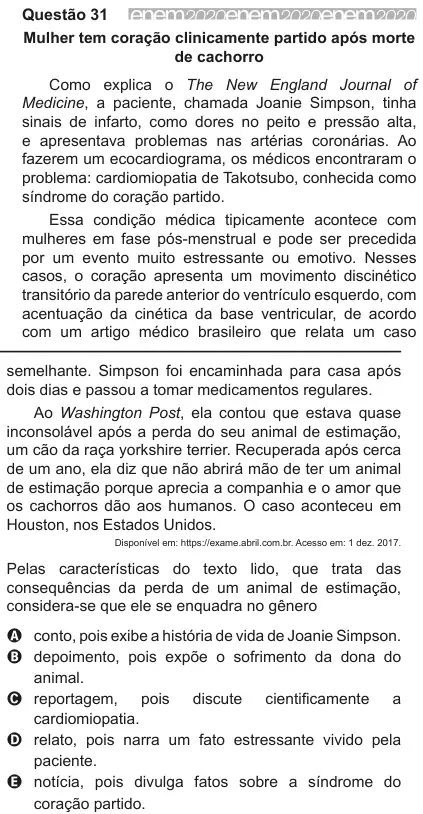 Questão 31 enem2020enem2020enem2020
Mulher tem coração clinicamente partido após morte
de cachorro
Como explica o The New England Journal of
Medicine, a paciente, chamada Joanie Simpson, tinha
sinais de infarto, como dores no peito e pressão alta,
e apresentava problemas nas artérias coronárias. Ao
fazerem um ecocardiograma, os médicos encontraram o
problema: cardiomiopatia de Takotsubo, conhecida como
síndrome do coração partido.
Essa condição médica tipicamente acontece com
mulheres em fase pós-menstrual e pode ser precedida
por um evento muito estressante ou emotivo. Nesses
casos, o coração apresenta um movimento discinético
transitório da parede anterior do ventrículo esquerdo, com
acentuação da cinética da base ventricular, de acordo
com um artigo médico brasileiro que relata um caso
semelhante. Simpson foi encaminhada para casa após
dois dias e passou a tomar medicamentos regulares.
Ao Washington Post, ela contou que estava quase
inconsolável após a perda do seu animal de estimação,
um cão da raça yorkshire terrier. Recuperada após cerca
de um ano, ela diz que não abrirá mão de ter um animal
de estimação porque aprecia a companhia e o amor que
os cachorros dão aos humanos. O caso aconteceu em
Houston, nos Estados Unidos.
Disponível em: https://exame.abril.com.br. Acesso em: 1 dez. 2017.
Pelas características do texto lido, que trata das
consequências da perda de um animal de estimação,
considera-se que ele se enquadra no gênero
A conto, pois exibe a história de vida de Joanie Simpson.
B depoimento, pois expõe o sofrimento da dona do
animal.
C reportagem, pois discute cientificamente a
cardiomiopatia.
D relato, pois narra um fato estressante vivido pela
paciente.
E notícia, pois divulga fatos sobre a síndrome do
coração partido.